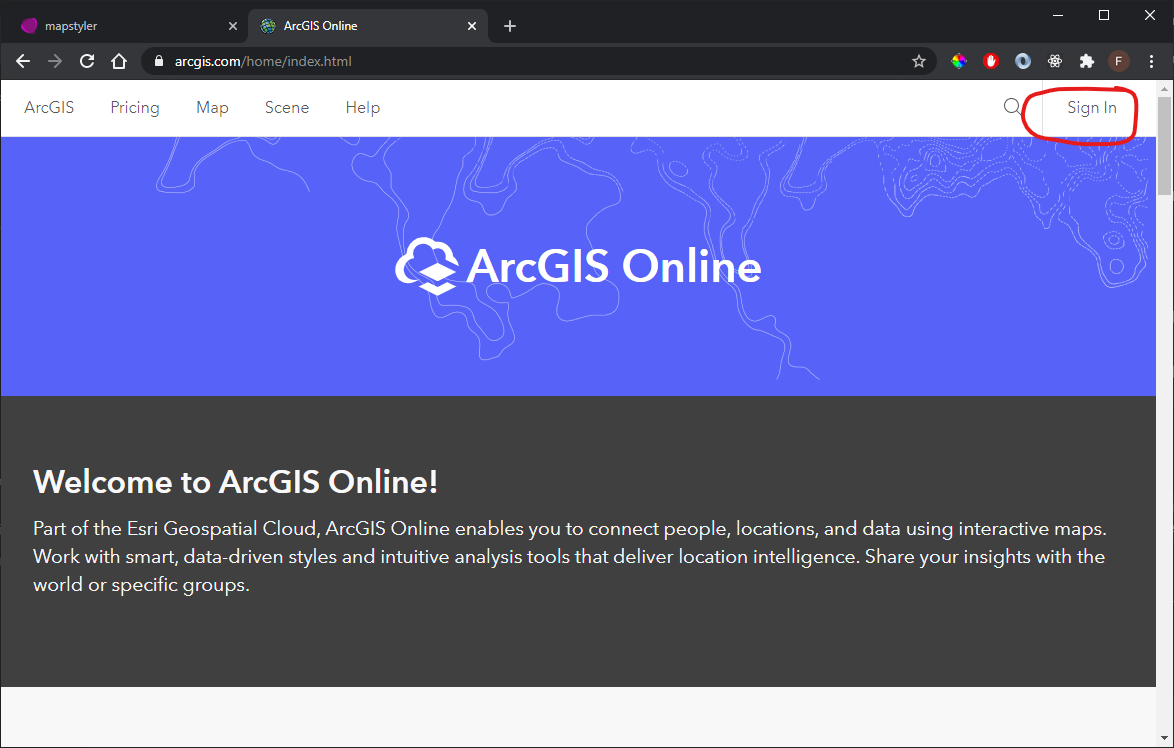 mapstyler
ArcGIS Online
arcgis.com/home/index.html
F
ArcGIS
Pricing
Map
Scene
Help
Sign In
ArcGIS Online
Welcome to ArcGIS Online!
Part of the Esri Geospatial Cloud, ArcGIS Online enables you to connect people, locations, and data using interactive maps.
Work with smart, data-driven styles and intuitive analysis tools that deliver location intelligence. Share your insights with the
world or specific groups.